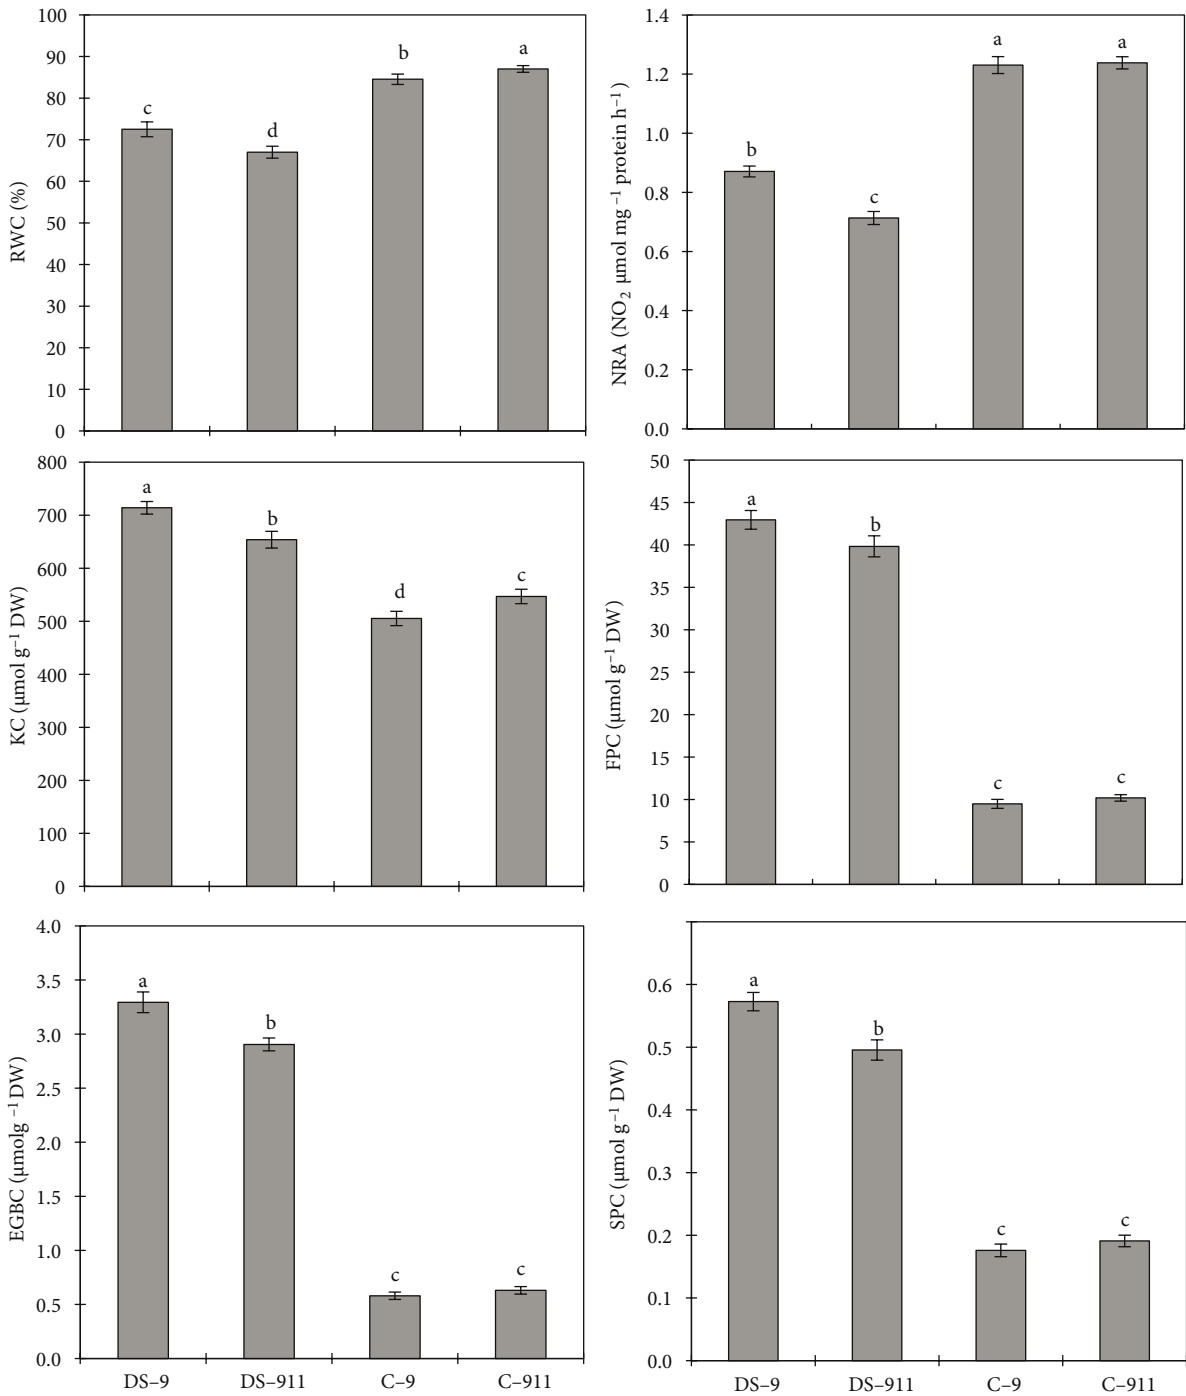 100
90
80
70
60
50
40
30
20
10
0
RWC (%)
c
d
b
a
1.4
1.2
1.0
0.8
0.6
0.4
0.2
0.0
NRA (NO2 μmol mg−1 protein h−1)
b
c
a
a
800
700
600
500
400
300
200
100
0
KC (μmol g−1 DW)
a
b
d
c
50
45
40
35
30
25
20
15
10
5
0
FPC (μmol g−1 DW)
a
b
c
c
4.0
3.5
3.0
2.5
2.0
1.5
1.0
0.5
0.0
EGBC (μmolg −1 DW)
a
b
c
c
DS–9 DS–911 C–9 C–911
0.6
0.5
0.4
0.3
0.2
0.1
0.0
SPC (μmol g−1 DW)
a
b
c
c
DS–9 DS–911 C–9 C–911